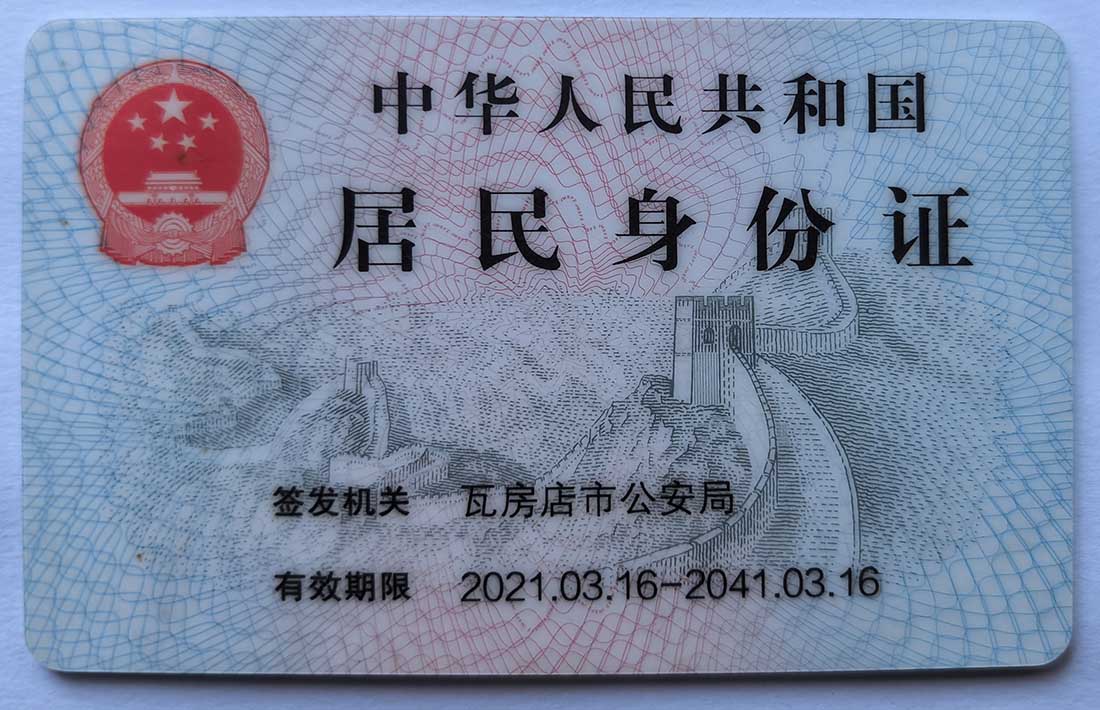 中华人民共和国
居民身份证
签发机关 瓦房店市公安局
有效期限 2021.03.16-2041.03.16